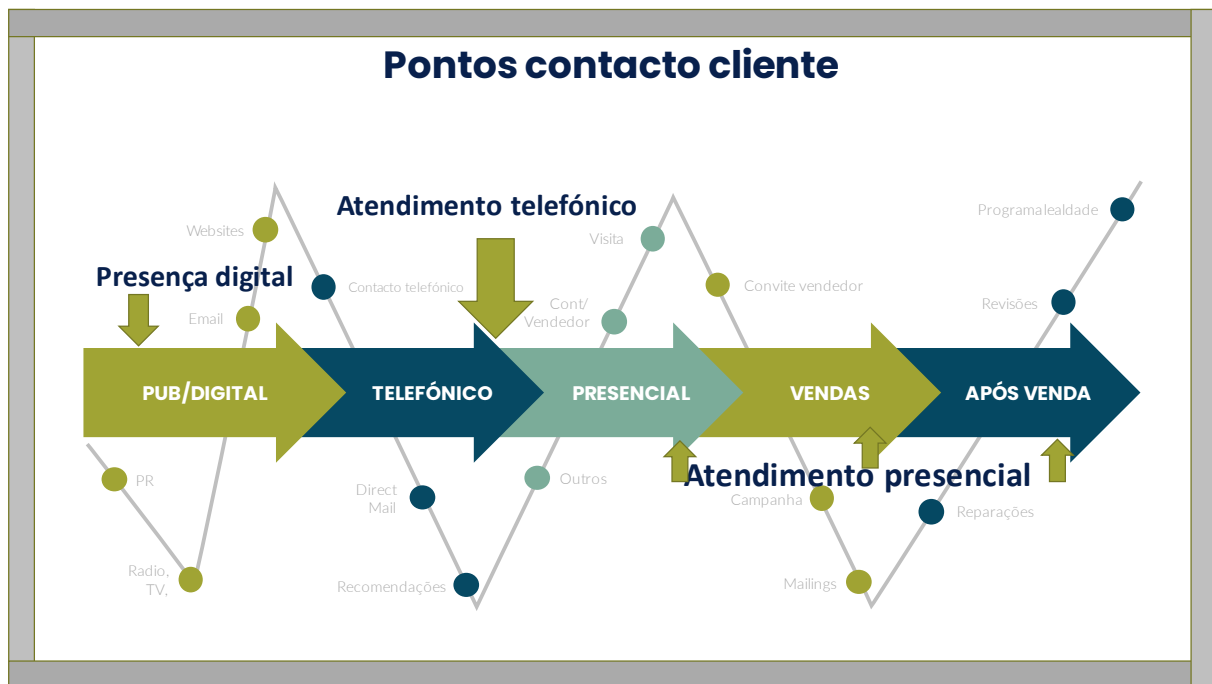 Pontos contacto cliente
Atendimento telefónico
Programalealdade
Websites
Visita
Presença digital
Contacto telefónico
Convite vendedor
Email
Cont/
Vendedor
Revisões
PUB/DIGITAL
TELEFÓNICO
PRESENCIAL
VENDAS
APÓS VENDA
Atendimento presencial
PR
Direct
Mail
Outros
Campanha
Reparações
Radio,
TV,
Recomendações
Mailings